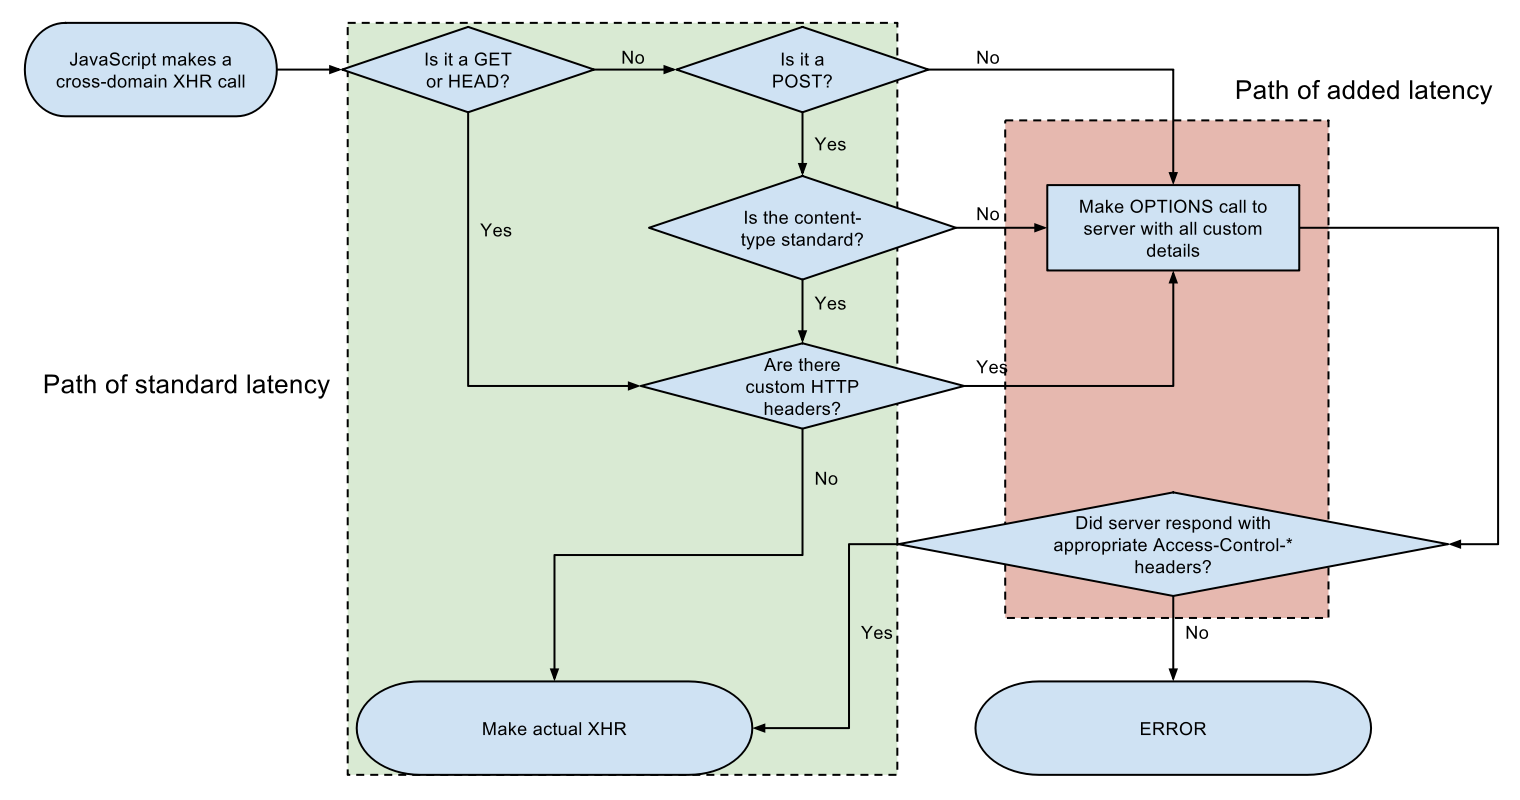 JavaScript makes a
cross-domain XHR call
Is it a GET
or HEAD?
No
Is it a
POST?
No
Path of added latency
Yes
Yes
Is the content-
type standard?
No
Make OPTIONS call to
server with all custom
details
Yes
Path of standard latency
Are there
custom HTTP
headers?
Yes
No
Did server respond with
appropriate Access-Control-*
headers?
Yes
No
Make actual XHR
ERROR